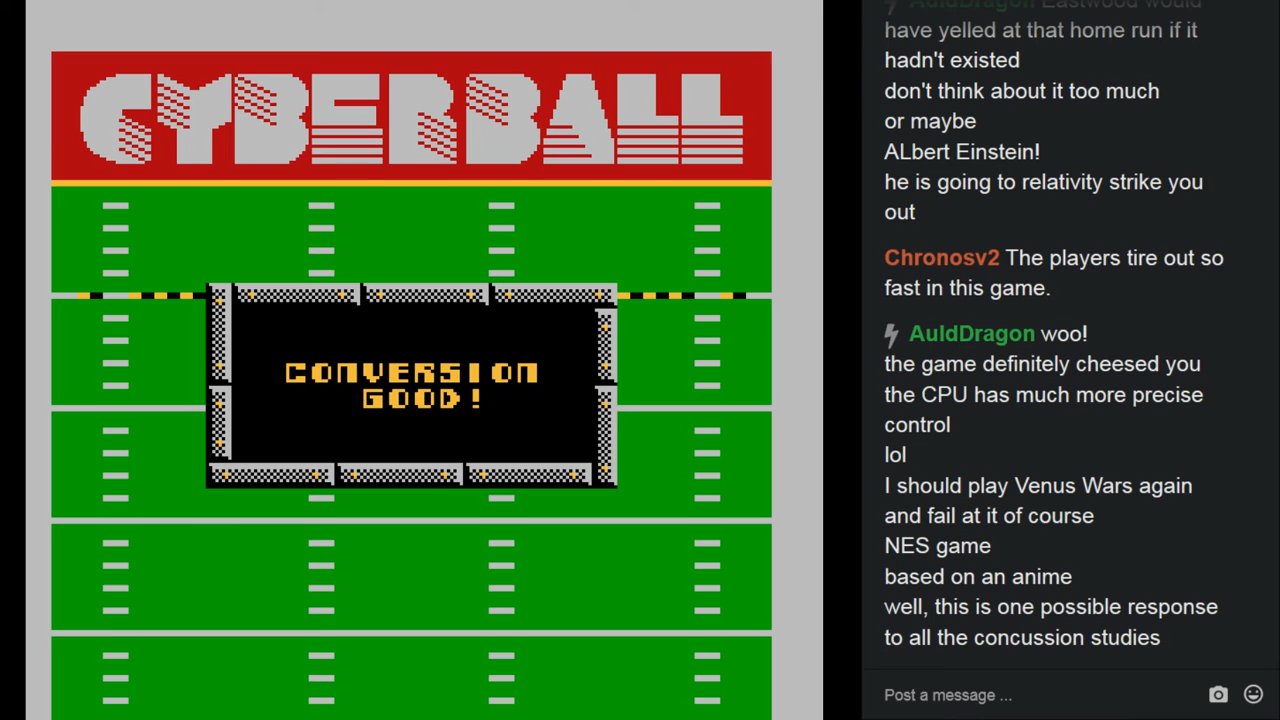 CYBERBALL
CONVERSION
GOOD!
AuldDragon Eastwood would
have yelled at that home run if it
hadn't existed
don't think about it too much
or maybe
ALbert Einstein!
he is going to relativity strike you
out
Chronosv2 The players tire out so
fast in this game.
AuldDragon woo!
the game definitely cheesed you
the CPU has much more precise
control
lol
I should play Venus Wars again
and fail at it of course
NES game
based on an anime
well, this is one possible response
to all the concussion studies
Post a message ...